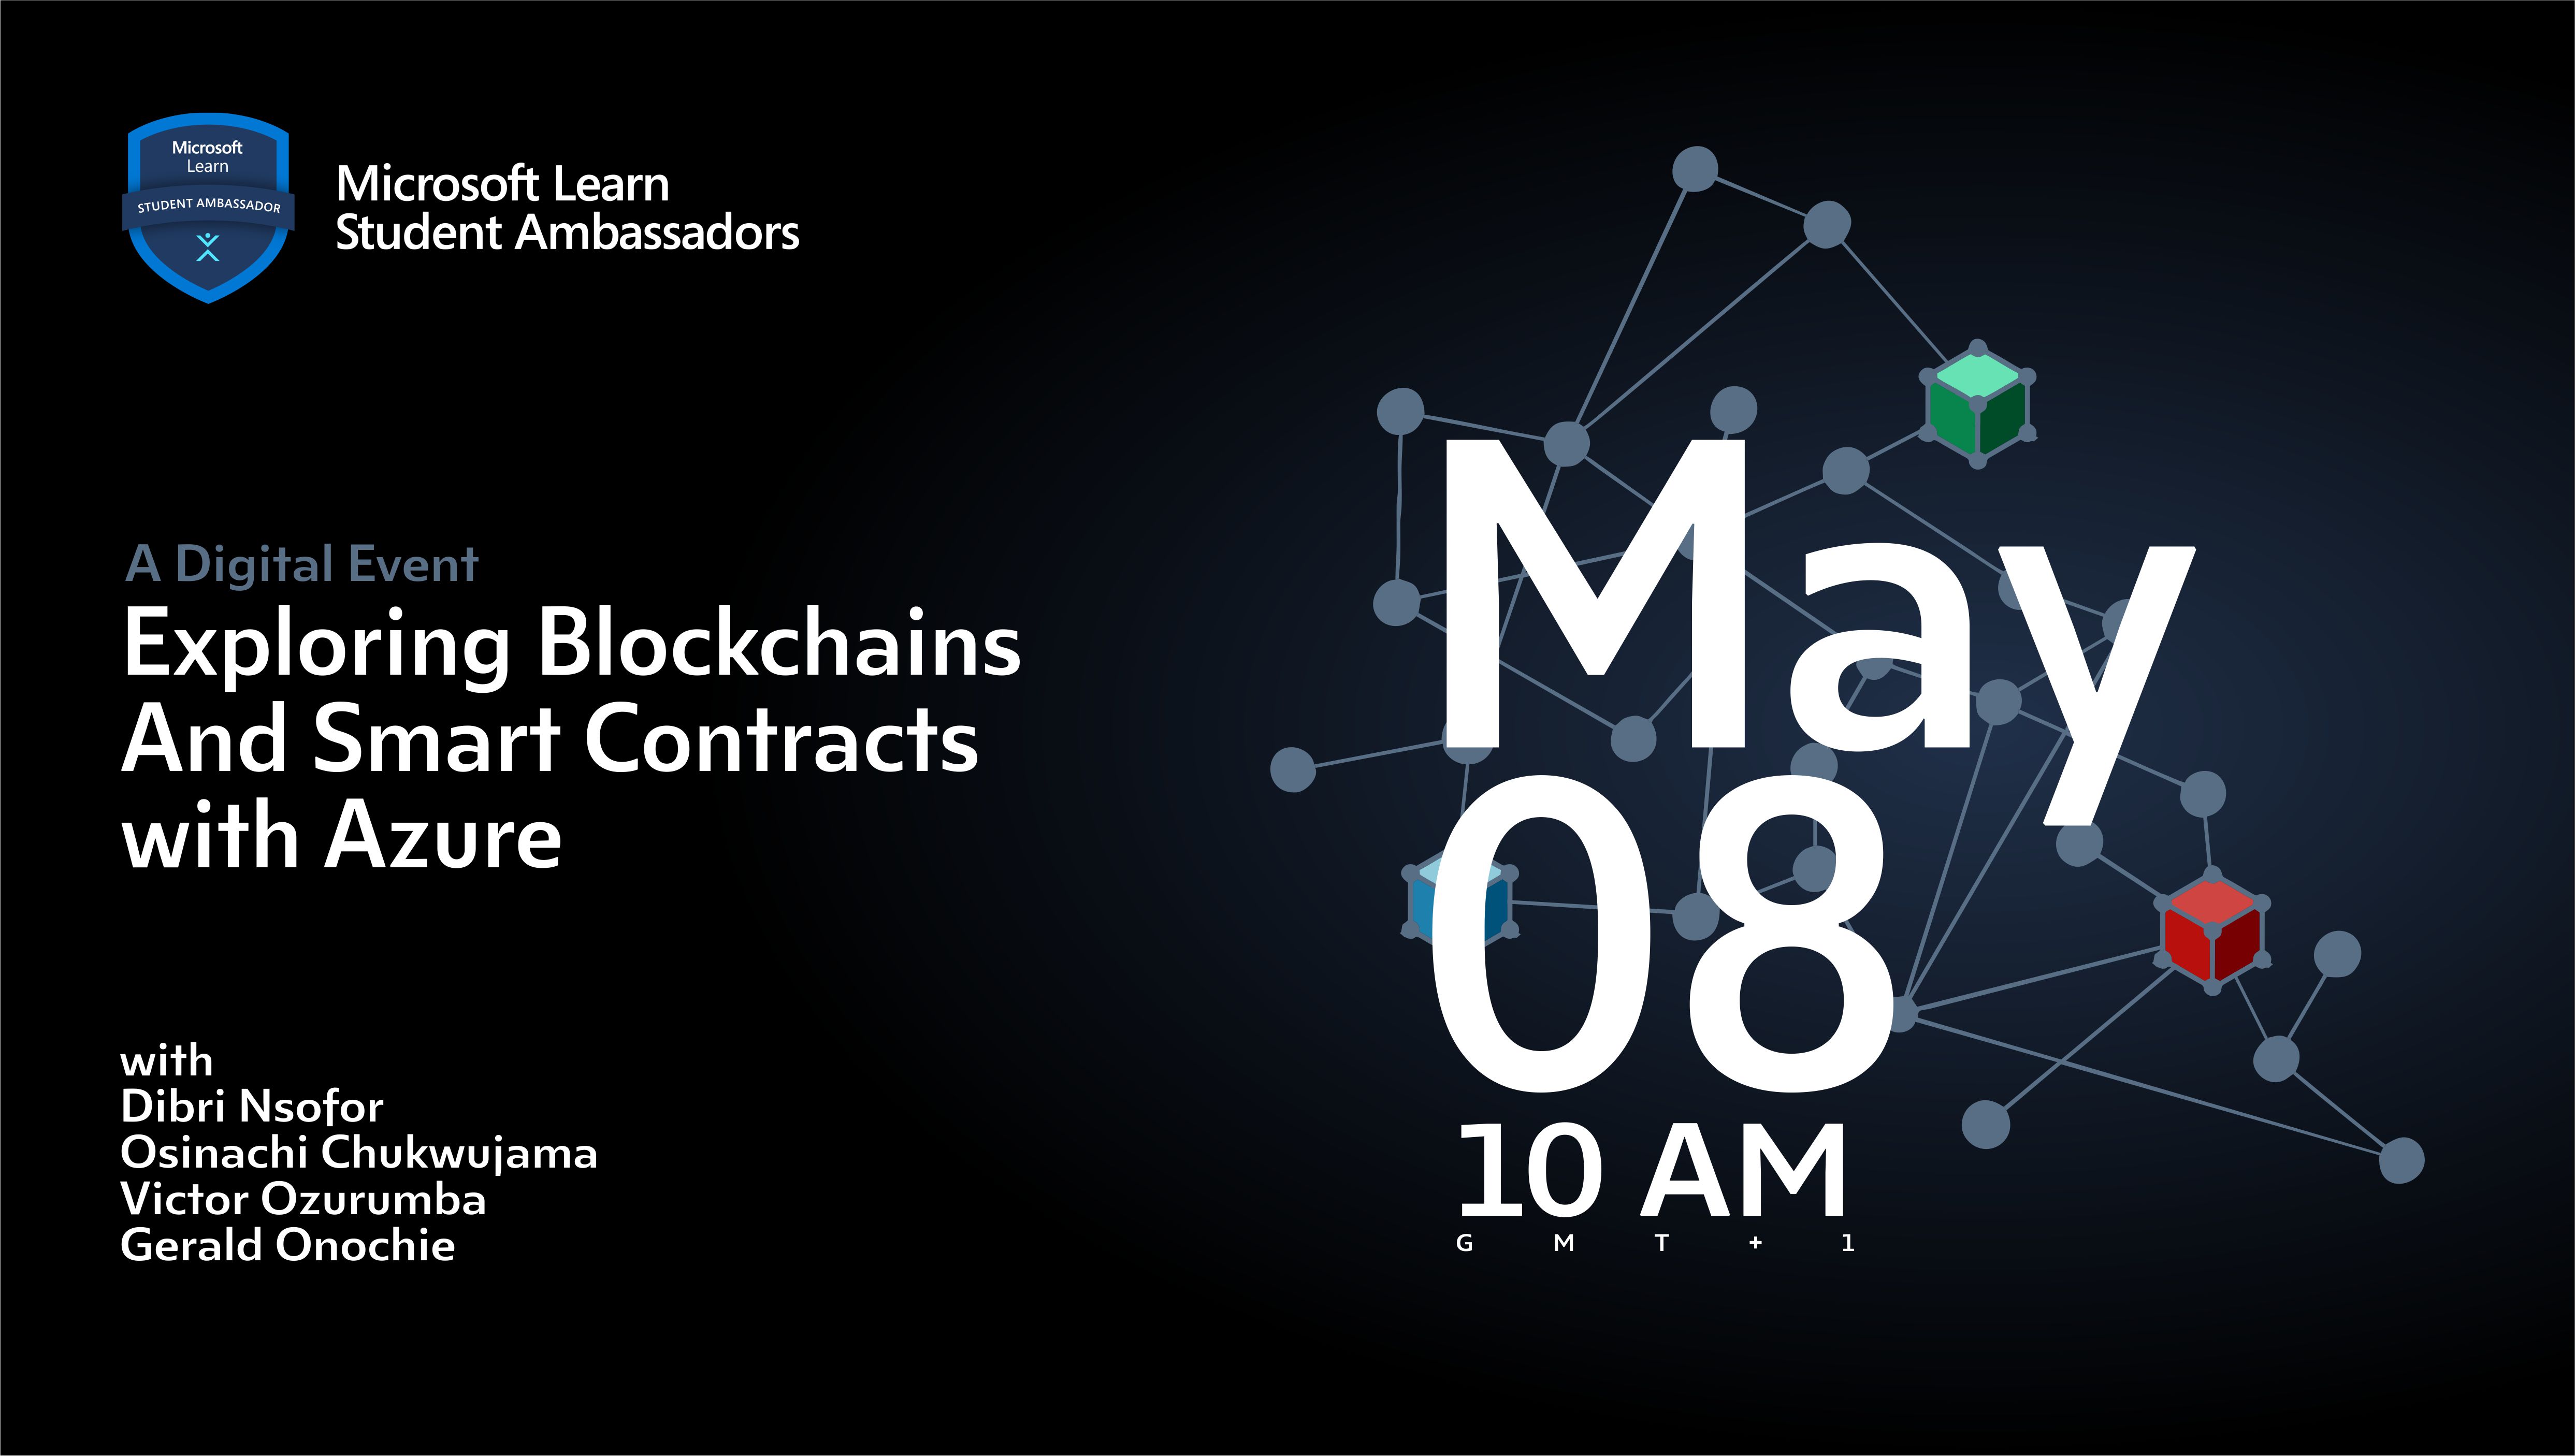 Microsoft
Learn
STUDENT AMBASSADOR
Microsoft Learn
Student Ambassadors
A Digital Event
Exploring Blockchains
And Smart Contracts
with Azure
with
Dibri Nsofor
Osinachi Chukwujama
Victor Ozurumba
Gerald Onochie
May
08
10 AM
GMT+1